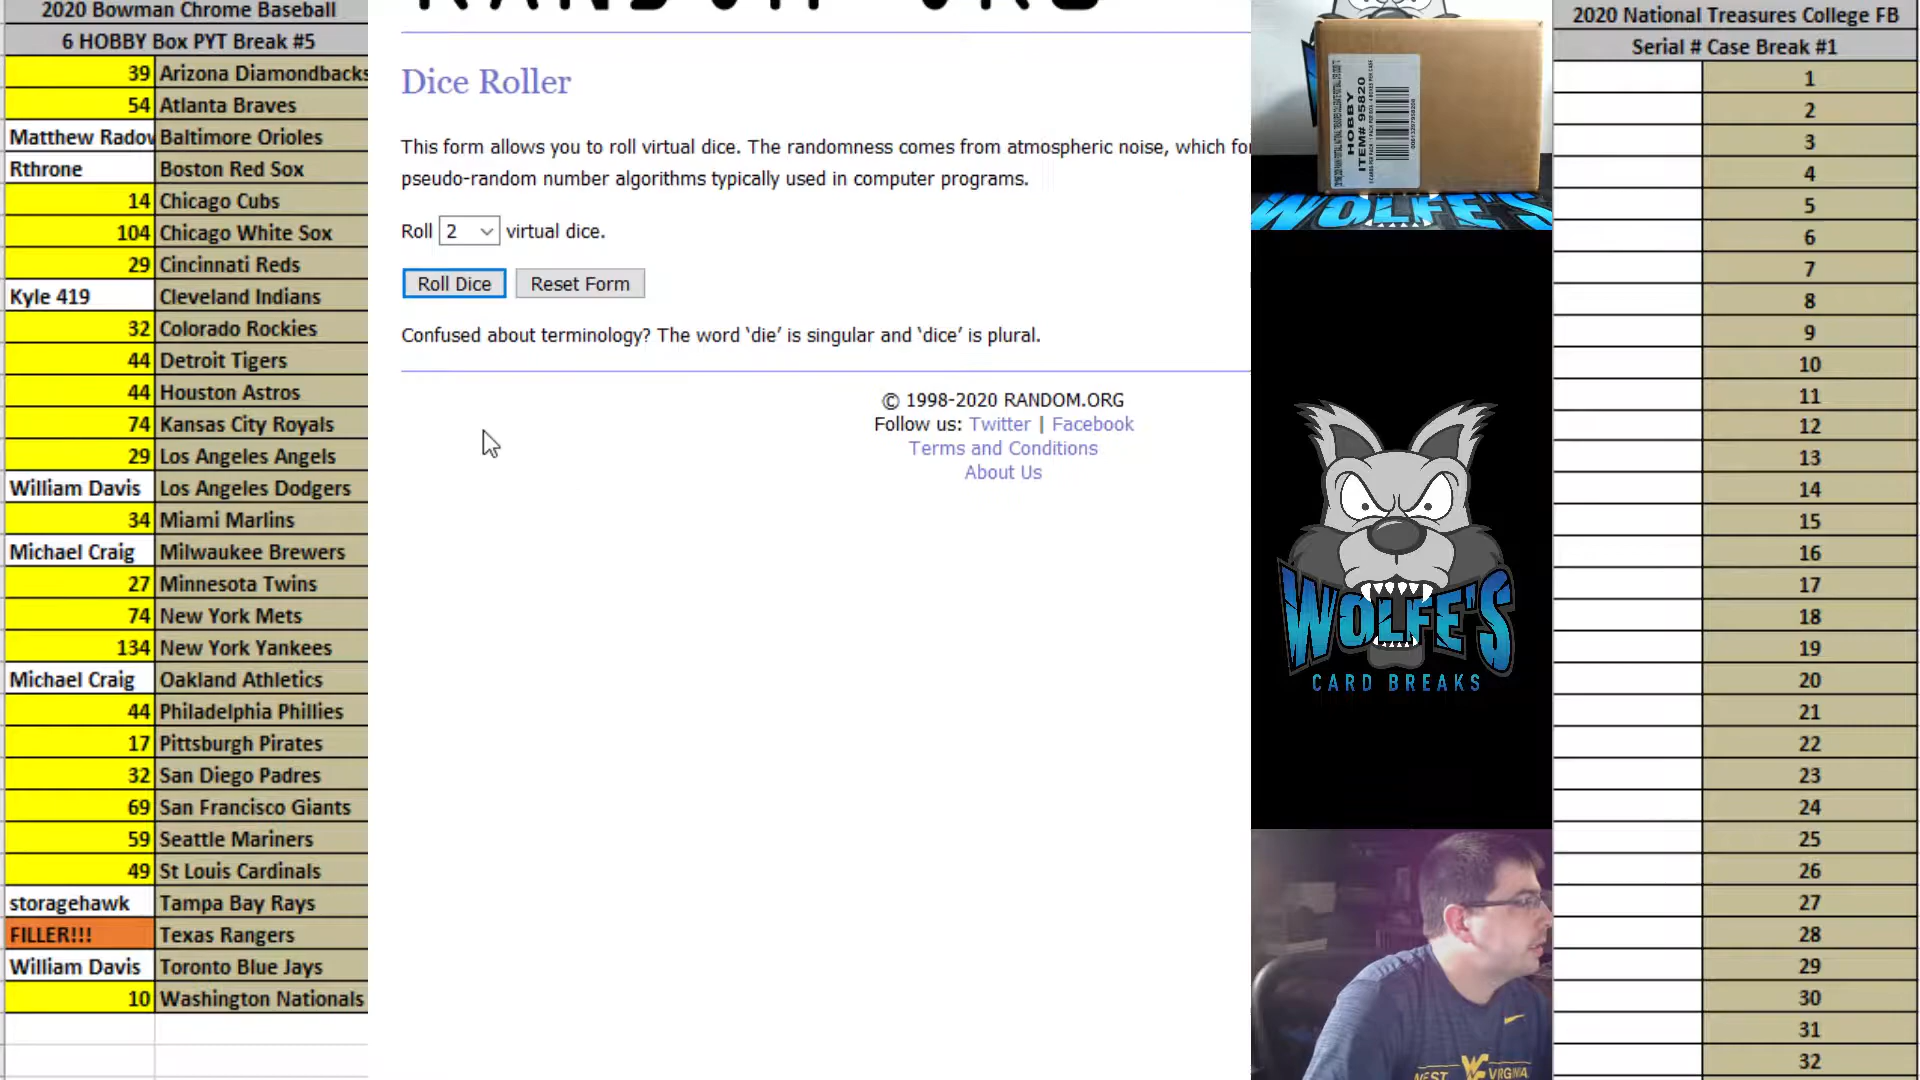 2020 Bowman Chrome Baseball
6 HOBBY Box PYT Break #5
39 Arizona Diamondbacks
54 Atlanta Braves
Matthew Radov Baltimore Orioles
Rthrone Boston Red Sox
14 Chicago Cubs
104 Chicago White Sox
29 Cincinnati Reds
Kyle 419 Cleveland Indians
32 Colorado Rockies
44 Detroit Tigers
44 Houston Astros
74 Kansas City Royals
29 Los Angeles Angels
William Davis Los Angeles Dodgers
34 Miami Marlins
Michael Craig Milwaukee Brewers
27 Minnesota Twins
74 New York Mets
134 New York Yankees
Michael Craig Oakland Athletics
44 Philadelphia Phillies
17 Pittsburgh Pirates
32 San Diego Padres
69 San Francisco Giants
59 Seattle Mariners
49 St Louis Cardinals
storagehawk Tampa Bay Rays
FILLER!!! Texas Rangers
William Davis Toronto Blue Jays
10 Washington Nationals
RANDOM.ORG
Dice Roller
This form allows you to roll virtual dice. The randomness comes from atmospheric noise, which for
pseudo-random number algorithms typically used in computer programs.
Roll 2 virtual dice.
Roll Dice Reset Form
Confused about terminology? The word ‘die’ is singular and ‘dice’ is plural.
© 1998-2020 RANDOM.ORG
Follow us: Twitter | Facebook
Terms and Conditions
About Us
HOBBY
ITEM# 95820
WOLFE'S
WOLFE'S
CARD BREAKS
WEST VIRGINIA
2020 National Treasures College FB
Serial # Case Break #1
1
2
3
4
5
6
7
8
9
10
11
12
13
14
15
16
17
18
19
20
21
22
23
24
25
26
27
28
29
30
31
32